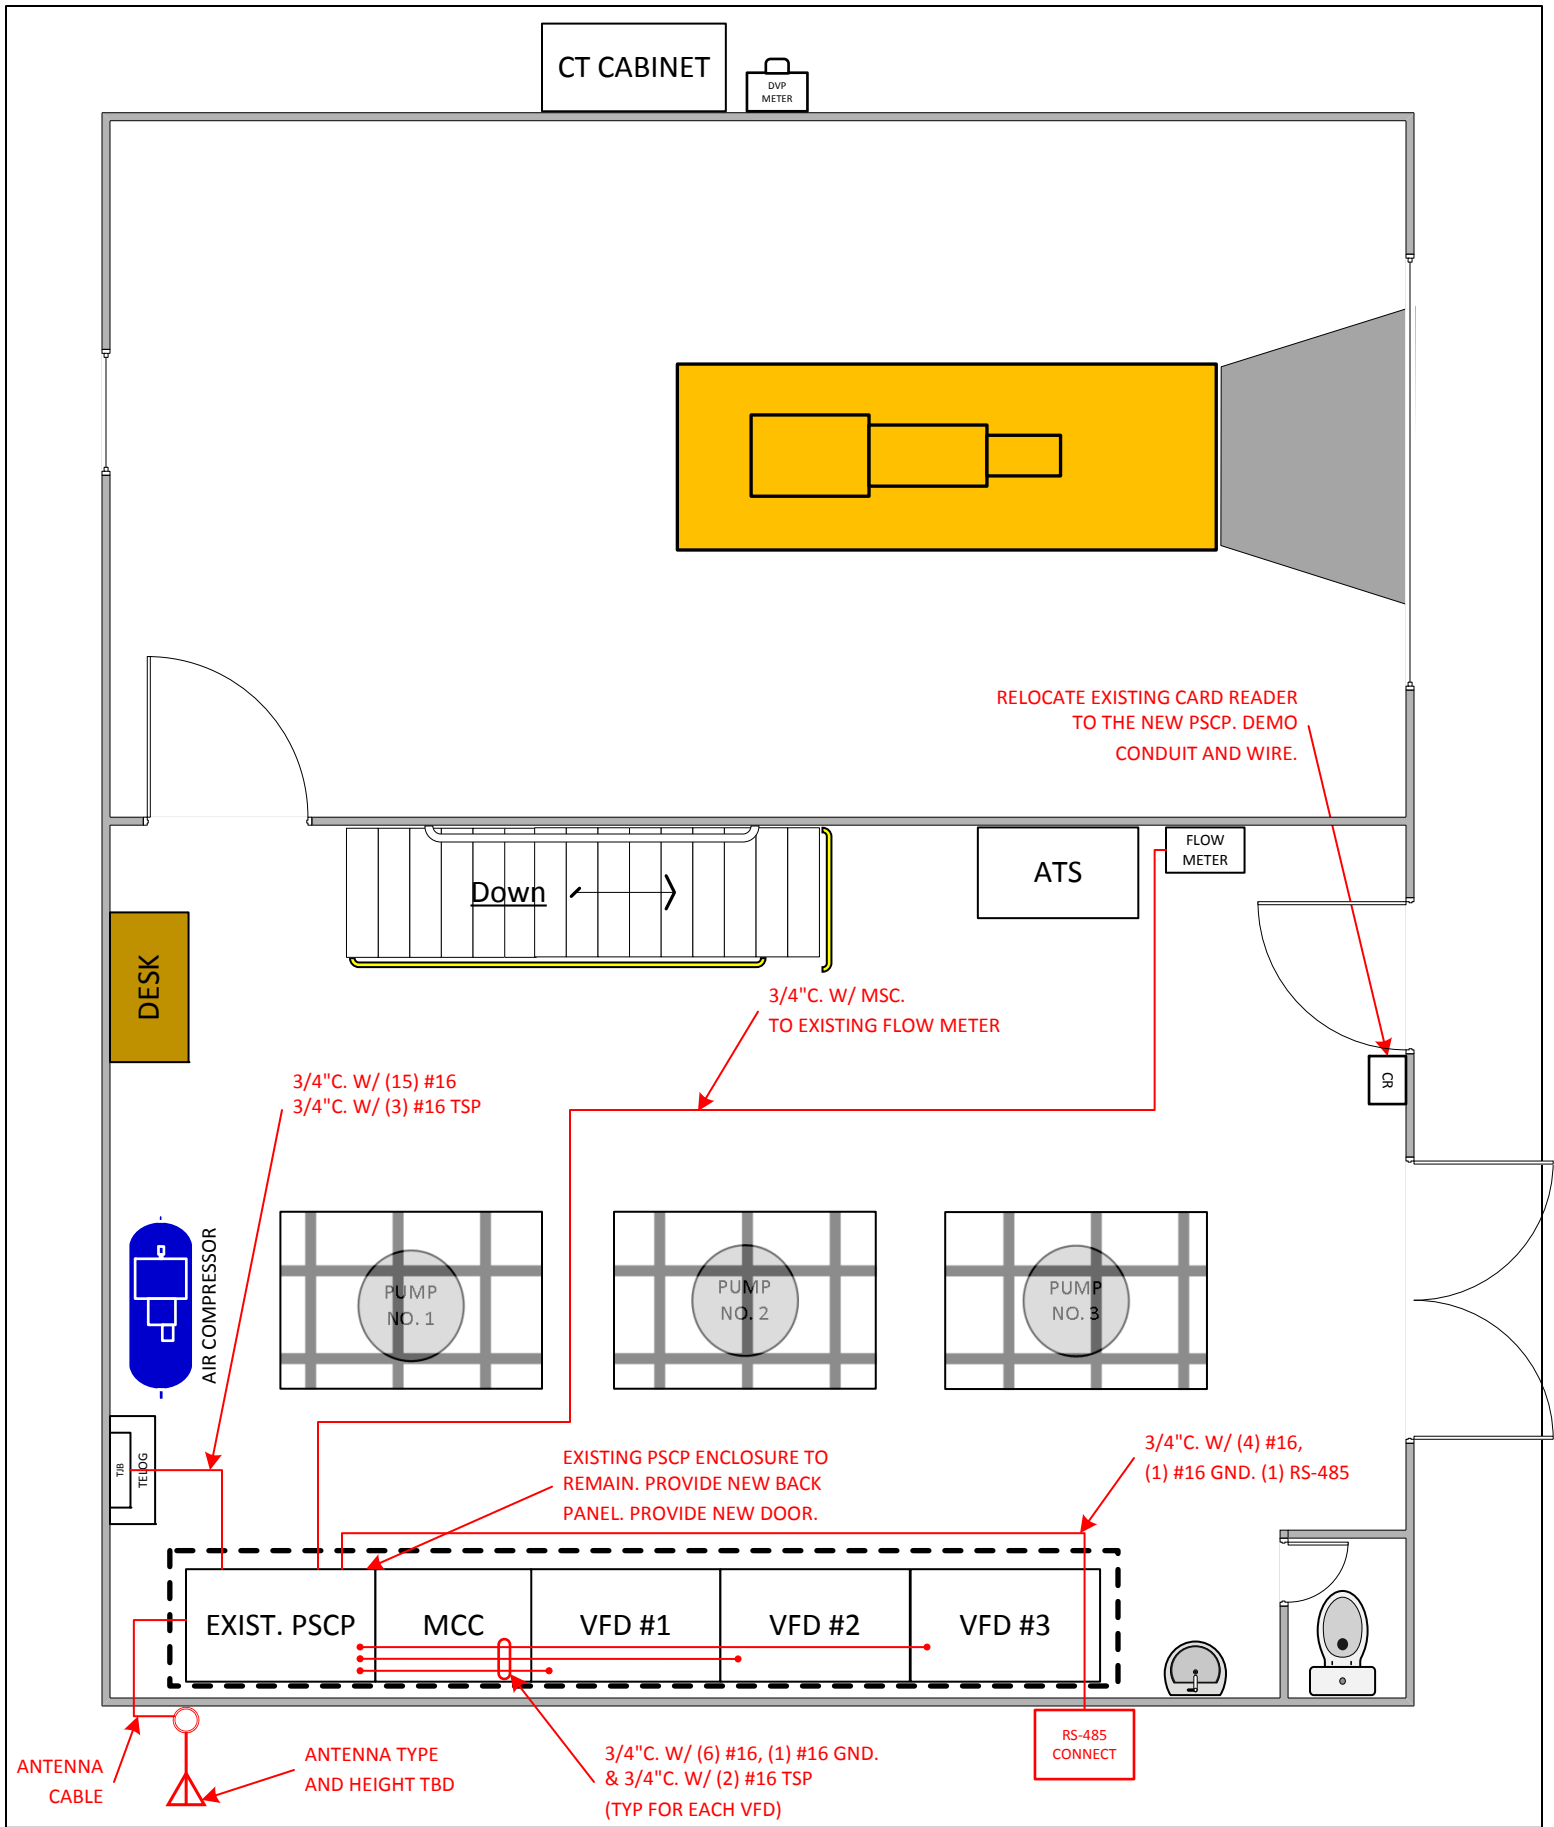 CT CABINET
DVP
METER
RELOCATE EXISTING CARD READER
TO THE NEW PSCP. DEMO
CONDUIT AND WIRE.
Down
ATS
FLOW
METER
DESK
3/4"C. W/ MSC.
TO EXISTING FLOW METER
CR
3/4"C. W/ (15) #16
3/4"C. W/ (3) #16 TSP
AIR COMPRESSOR
PUMP
NO. 1
PUMP
NO. 2
PUMP
NO. 3
TJB
TELOG
EXISTING PSCP ENCLOSURE TO
REMAIN. PROVIDE NEW BACK
PANEL. PROVIDE NEW DOOR.
3/4"C. W/ (4) #16,
(1) #16 GND. (1) RS-485
EXIST. PSCP
MCC
VFD #1
VFD #2
VFD #3
ANTENNA
CABLE
ANTENNA TYPE
AND HEIGHT TBD
3/4"C. W/ (6) #16, (1) #16 GND.
& 3/4"C. W/ (2) #16 TSP
(TYP FOR EACH VFD)
RS-485
CONNECT